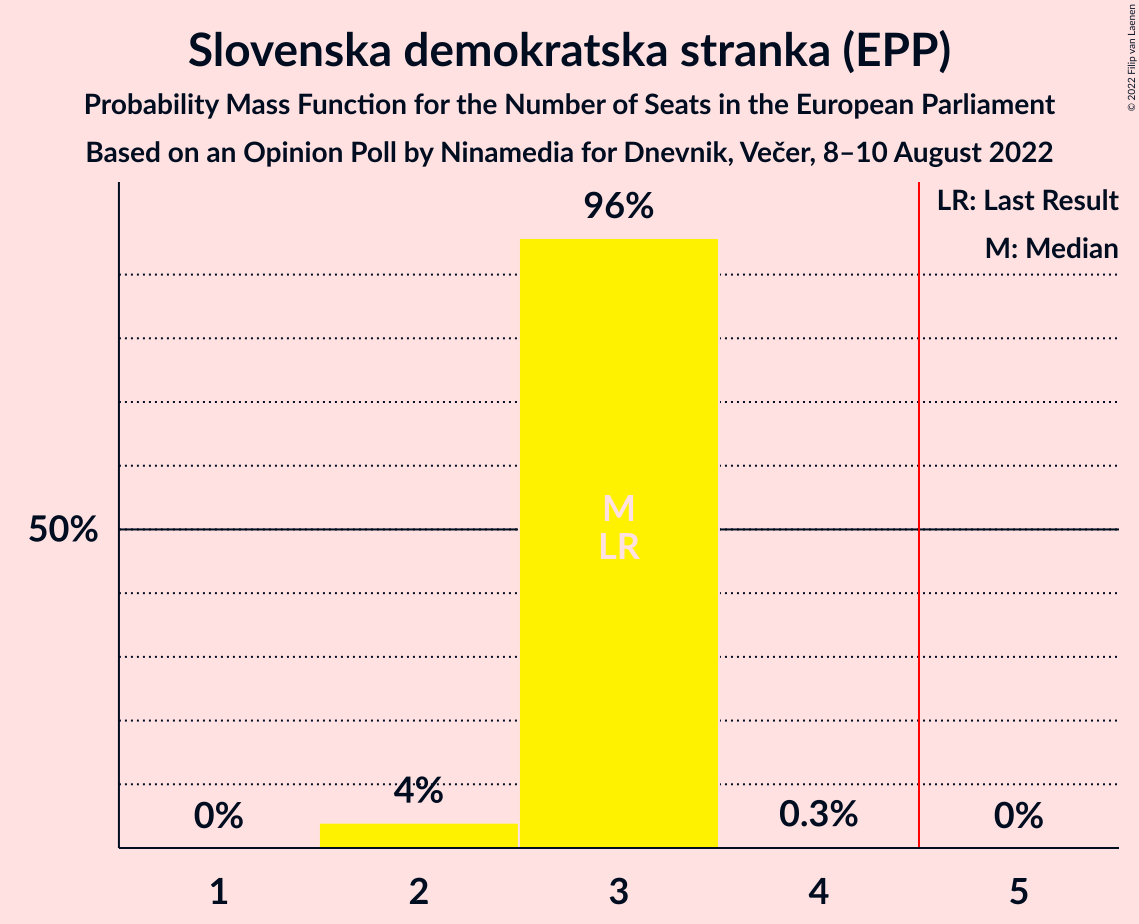 Slovenska demokratska stranka (EPP)
Probability Mass Function for the Number of Seats in the European Parliament
Based on an Opinion Poll by Ninamedia for Dnevnik, Večer, 8–10 August 2022
© 2022 Filip van Laenen
LR: Last Result
M: Median
96%
50%
M
LR
0%
4%
0.3%
0%
1
2
3
4
5